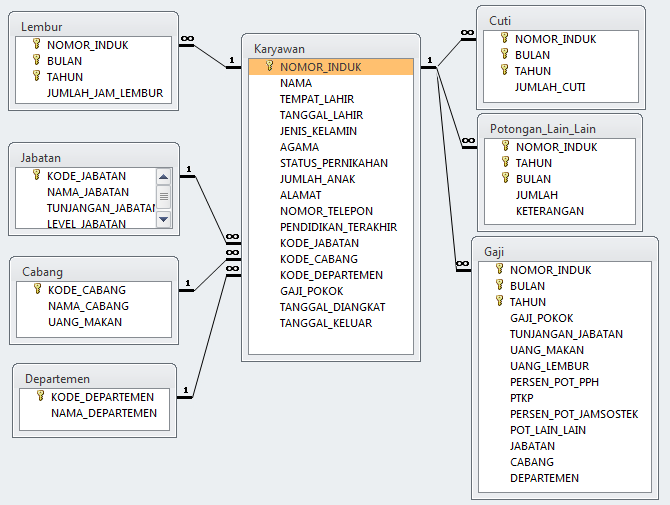 Lembur
NOMOR_INDUK
BULAN
TAHUN
JUMLAH_JAM_LEMBUR
Jabatan
KODE_JABATAN
NAMA_JABATAN
TUNJANGAN_JABATAN
LEVEL_JABATAN
Cabang
KODE_CABANG
NAMA_CABANG
UANG_MAKAN
Departemen
KODE_DEPARTEMEN
NAMA_DEPARTEMEN
∞
1
1
∞
1
∞
1
∞
Karyawan
NOMOR_INDUK
NAMA
TEMPAT_LAHIR
TANGGAL_LAHIR
JENIS_KELAMIN
AGAMA
STATUS_PERNIKAHAN
JUMLAH_ANAK
ALAMAT
NOMOR_TELEPON
PENDIDIKAN_TERAKHIR
KODE_JABATAN
KODE_CABANG
KODE_DEPARTEMEN
GAJI_POKOK
TANGGAL_DIANGKAT
TANGGAL_KELUAR
1
∞
∞
∞
Cuti
NOMOR_INDUK
BULAN
TAHUN
JUMLAH_CUTI
Potongan_Lain_Lain
NOMOR_INDUK
TAHUN
BULAN
JUMLAH
KETERANGAN
Gaji
NOMOR_INDUK
BULAN
TAHUN
GAJI_POKOK
TUNJANGAN_JABATAN
UANG_MAKAN
UANG_LEMBUR
PERSEN_POT_PPH
PTKP
PERSEN_POT_JAMSOSTEK
POT_LAIN_LAIN
JABATAN
CABANG
DEPARTEMEN